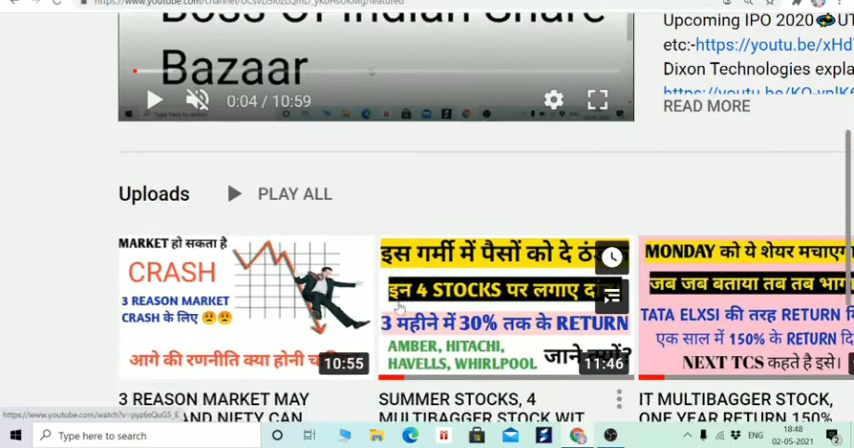 Boss Of Indian Share
Bazaar
0:04 / 10:59
Upcoming IPO 2020
etc:-https://youtu.be/xHd
Dixon Technologies expla
READ MORE
Uploads
PLAY ALL
MARKET हो सकता है
CRASH
3 REASON MARKET
CRASH के लिए
आगे की रणनीति क्या होनी
10:55
इस गर्मी में पैसों को दे
इन 4 STOCKS पर लगाए
3 महीने में 30% तक के RETURN
AMBER, HITACHI,
HAVELLS, WHIRLPOOL
जाने क्यों?
11:46
MONDAY को ये शेयर मचाएगा
जब जब बताया तब तब भाग
TATA ELXSI की तरह RETURN
एक साल में 150% के RETURN
NEXT TCS कहते है इसे।
3 REASON MARKET MAY
AND NIFTY CAN
SUMMER STOCKS, 4
MULTIBAGGER STOCK WIT
IT MULTIBAGGER STOCK,
ONE YEAR RETURN 150%
Type here to search
ENG
18:48
02-05-2021